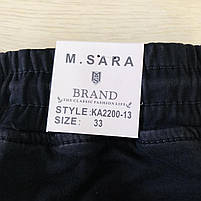 M.SARA
BRAND
THE CLASSIC FASHION LIFE
STYLE:KA2200-13
SIZE: 33